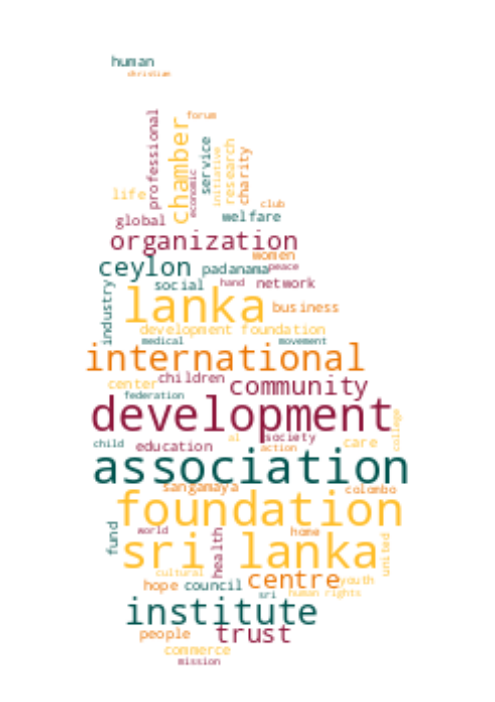 human
christian
forum
professional
chamber
service
initiative
research
charity
economic
life
club
global
welfare
organization
women
ceylon
padanama
peace
social
hand
network
industry
lanka
business
development foundation
medical
movement
international
children
center
community
federation
development
college
child
education
al
society
action
care
association
sangamaya
colombo
foundation
fund
world
health
home
sri lanka
united
cultural
centre
youth
hope
council
sri
human rights
institute
people
trust
commerce
mission